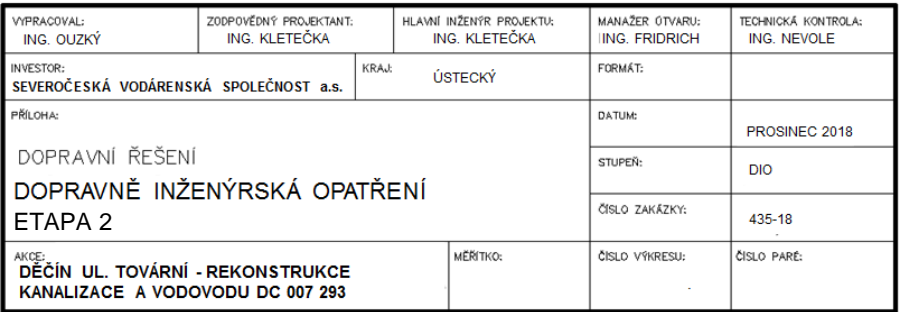 VYPRACOVAL:
ING. OUZKÝ
ZODPOVĚDNÝ PROJEKTANT:
ING. KLETEČKA
HLAVNÍ INŽENÝR PROJEKTU:
ING. KLETEČKA
MANAŽER ÚTVARU:
ING. FRIDRICH
TECHNICKÁ KONTROLA:
ING. NEVOLE
INVESTOR:
SEVEROČESKÁ VODÁRENSKÁ SPOLEČNOST a.s.
KRAJ:
ÚSTECKÝ
FORMÁT:
PŘÍLOHA:
DOPRAVNÍ ŘEŠENÍ
DOPRAVNĚ INŽENÝRSKÁ OPATŘENÍ
ETAPA 2
DATUM:
PROSINEC 2018
STUPEŇ:
DIO
ČÍSLO ZAKÁZKY:
435-18
AKCE:
DĚČÍN UL. TOVÁRNÍ - REKONSTRUKCE
KANALIZACE A VODOVODU DC 007 293
MĚŘÍTKO:
ČÍSLO VÝKRESU:
ČÍSLO PARÉ: